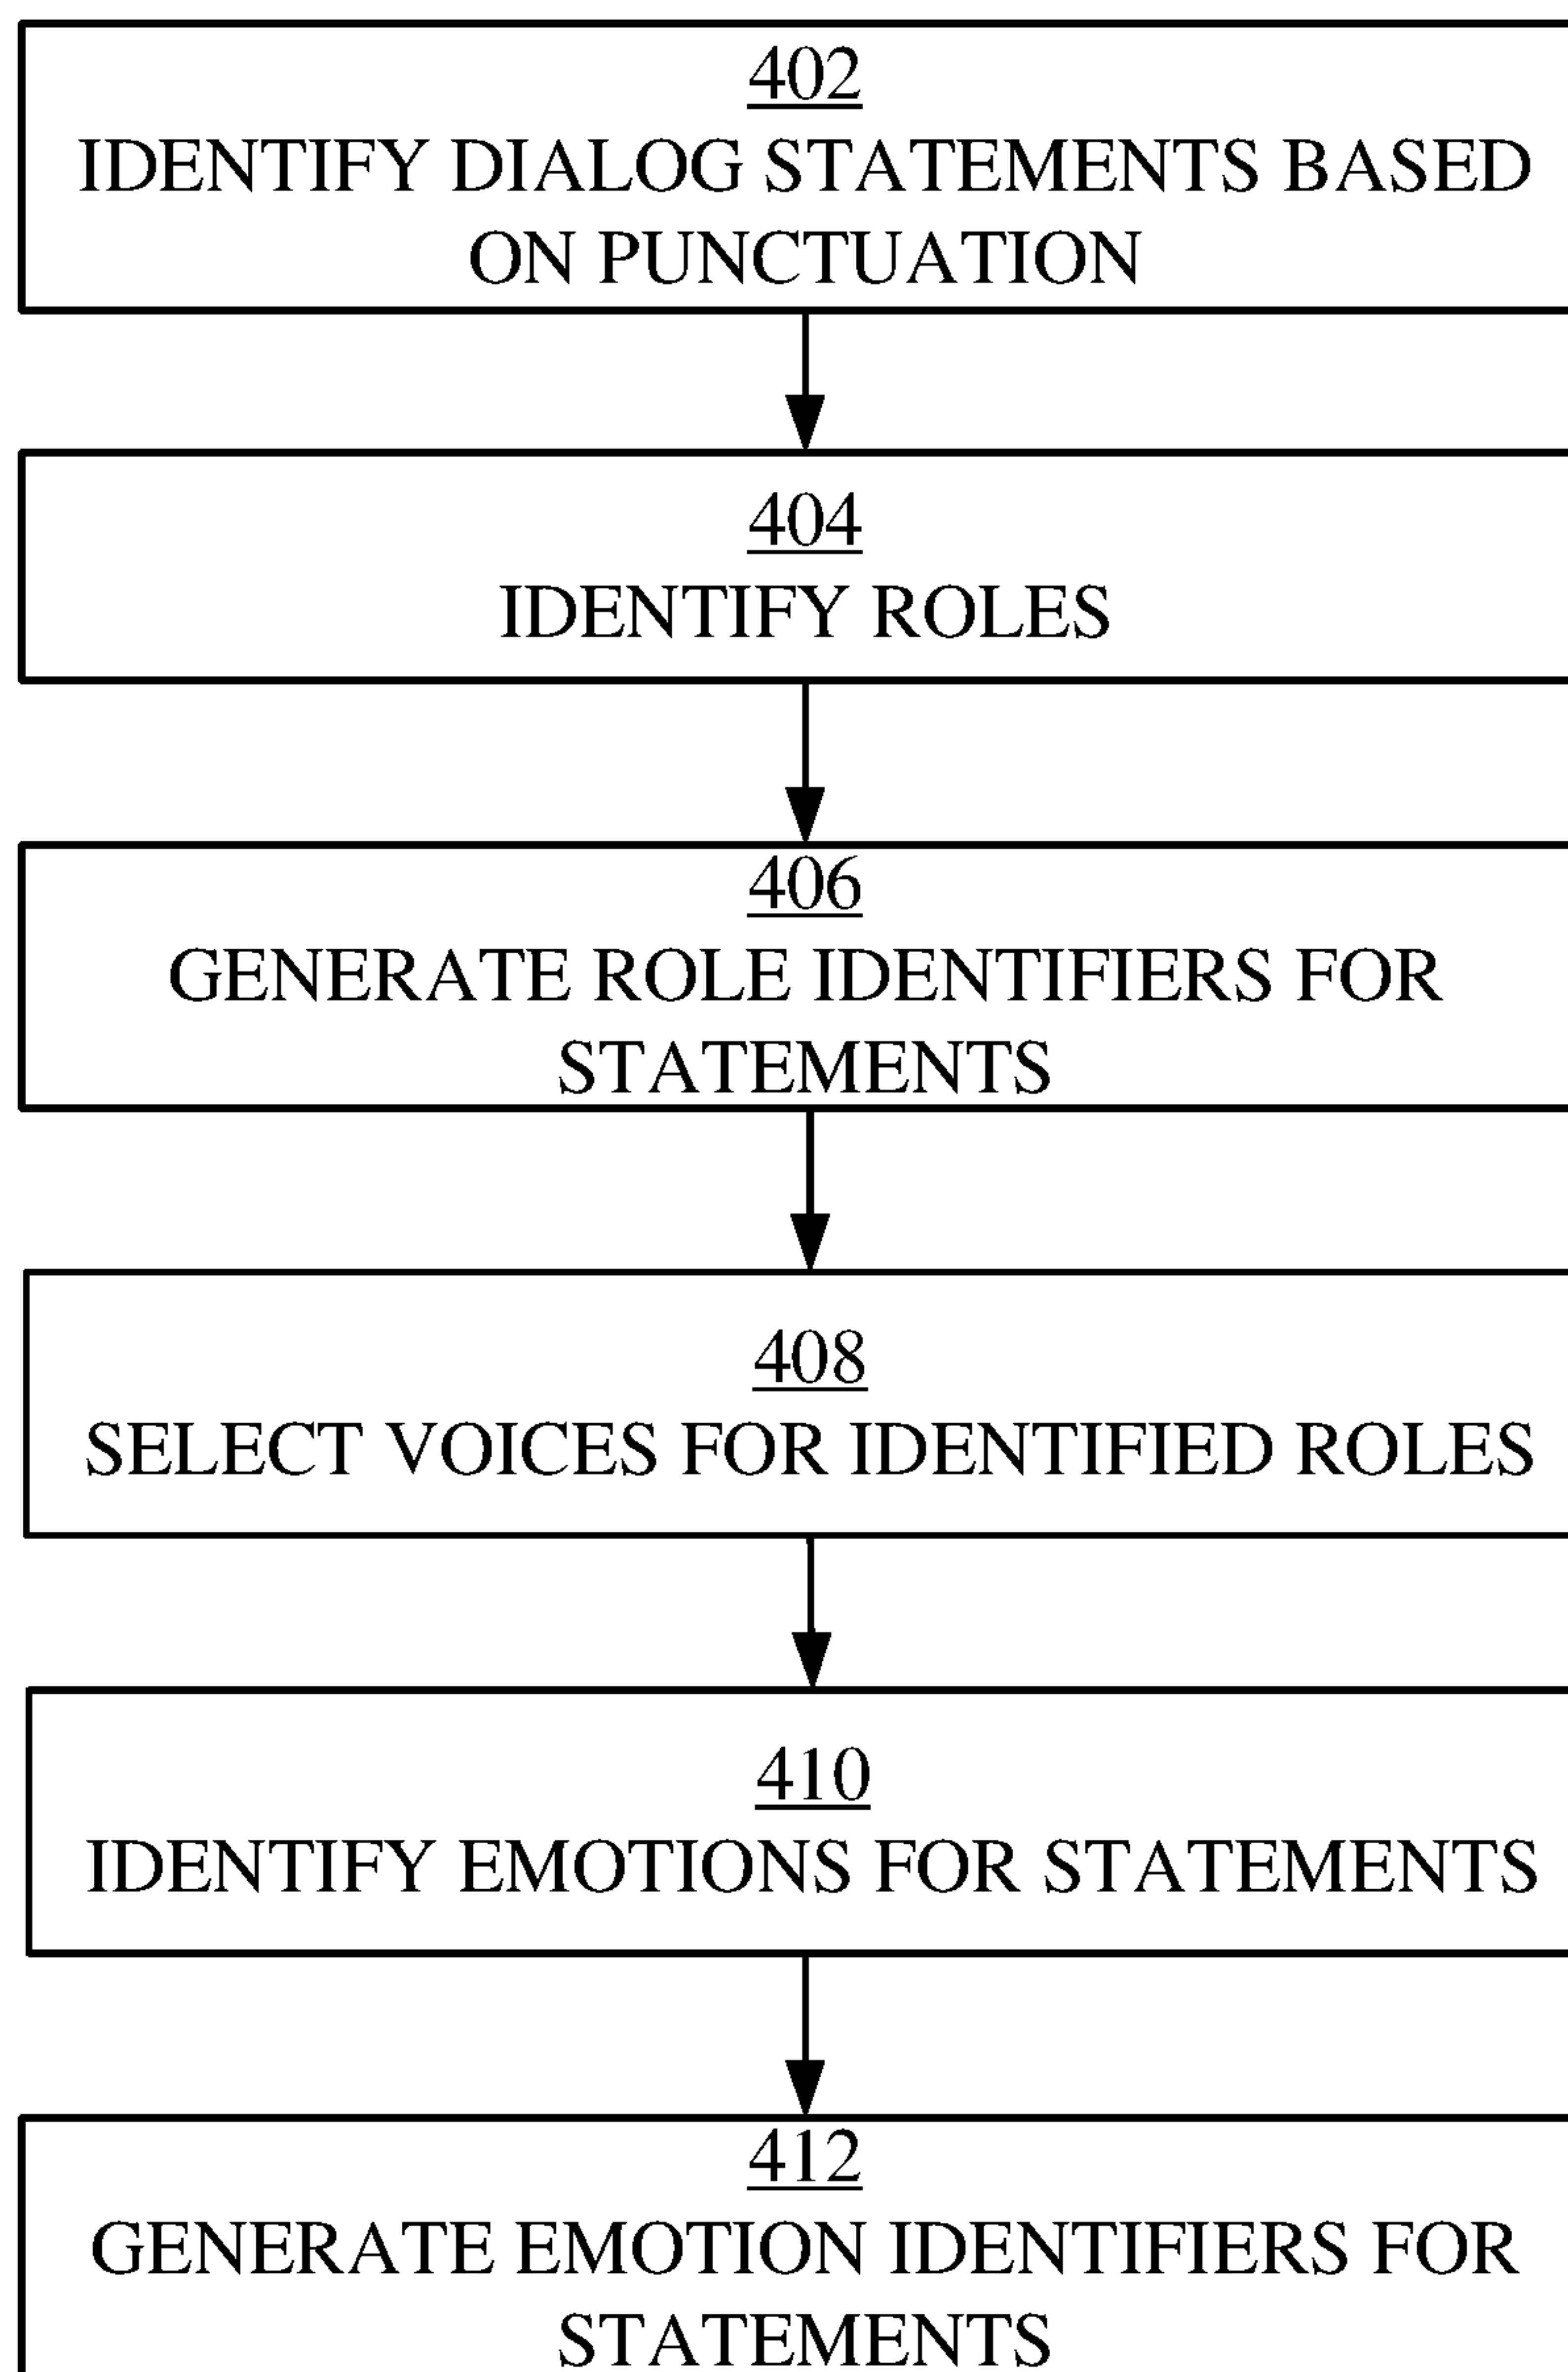 402
IDENTIFY DIALOG STATEMENTS BASED
ON PUNCTUATION
404
IDENTIFY ROLES
406
GENERATE ROLE IDENTIFIERS FOR
STATEMENTS
408
SELECT VOICES FOR IDENTIFIED ROLES
410
IDENTIFY EMOTIONS FOR STATEMENTS
412
GENERATE EMOTION IDENTIFIERS FOR
STATEMENTS